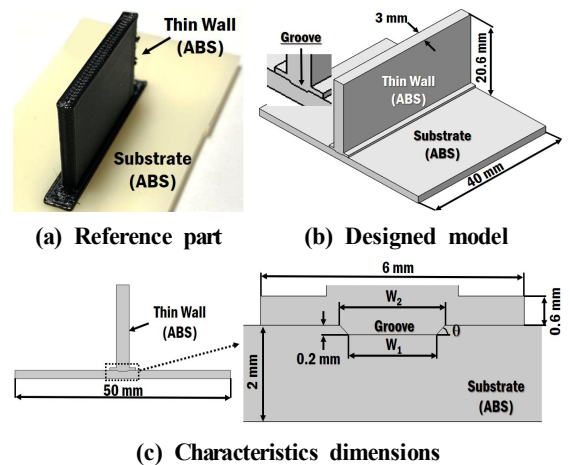 Thin Wall
(ABS)
Substrate
(ABS)
(a) Reference part
Groove
3 mm
20.6 mm
Thin Wall
(ABS)
Substrate
(ABS)
40 mm
(b) Designed model
Thin Wall
(ABS)
50 mm
6 mm
W₂
0.6 mm
Groove
θ
0.2 mm
W₁
2 mm
Substrate
(ABS)
(c) Characteristics dimensions